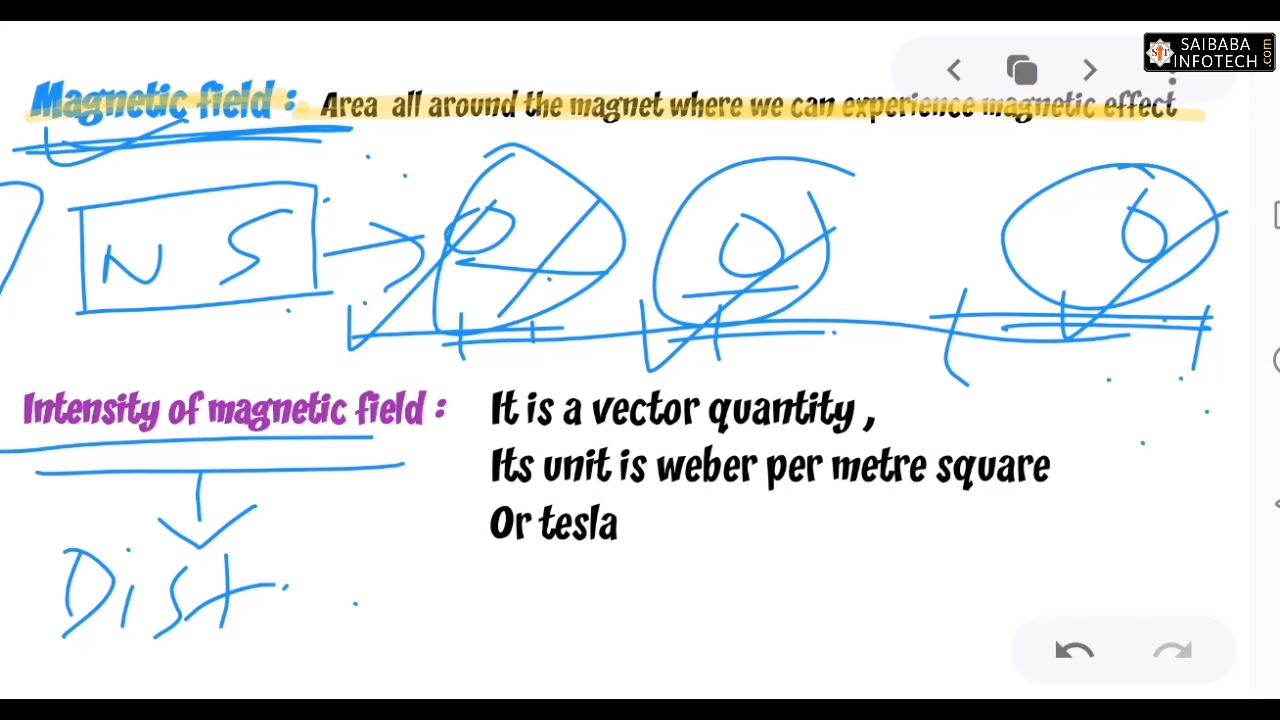 SAIBABA
INFOTECH.com
Magnetic field : Area all around the magnet where we can experience magnetic effect
N S
Intensity of magnetic field : It is a vector quantity ,
Its unit is weber per metre square
Or tesla
Dist.